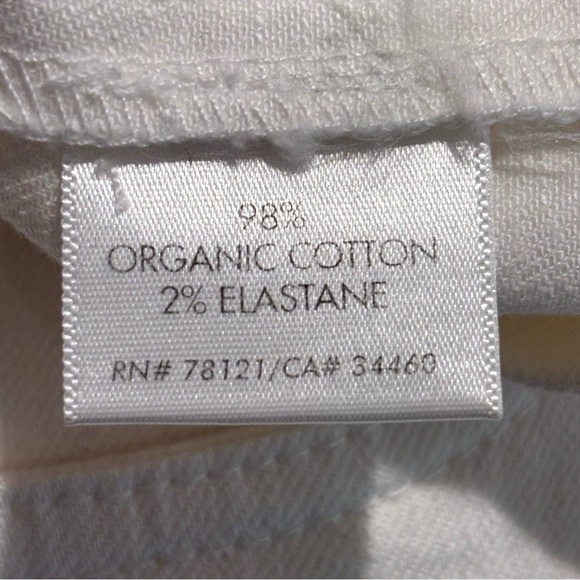 98%
ORGANIC COTTON
2% ELASTANE
RN# 78121/CA# 34460